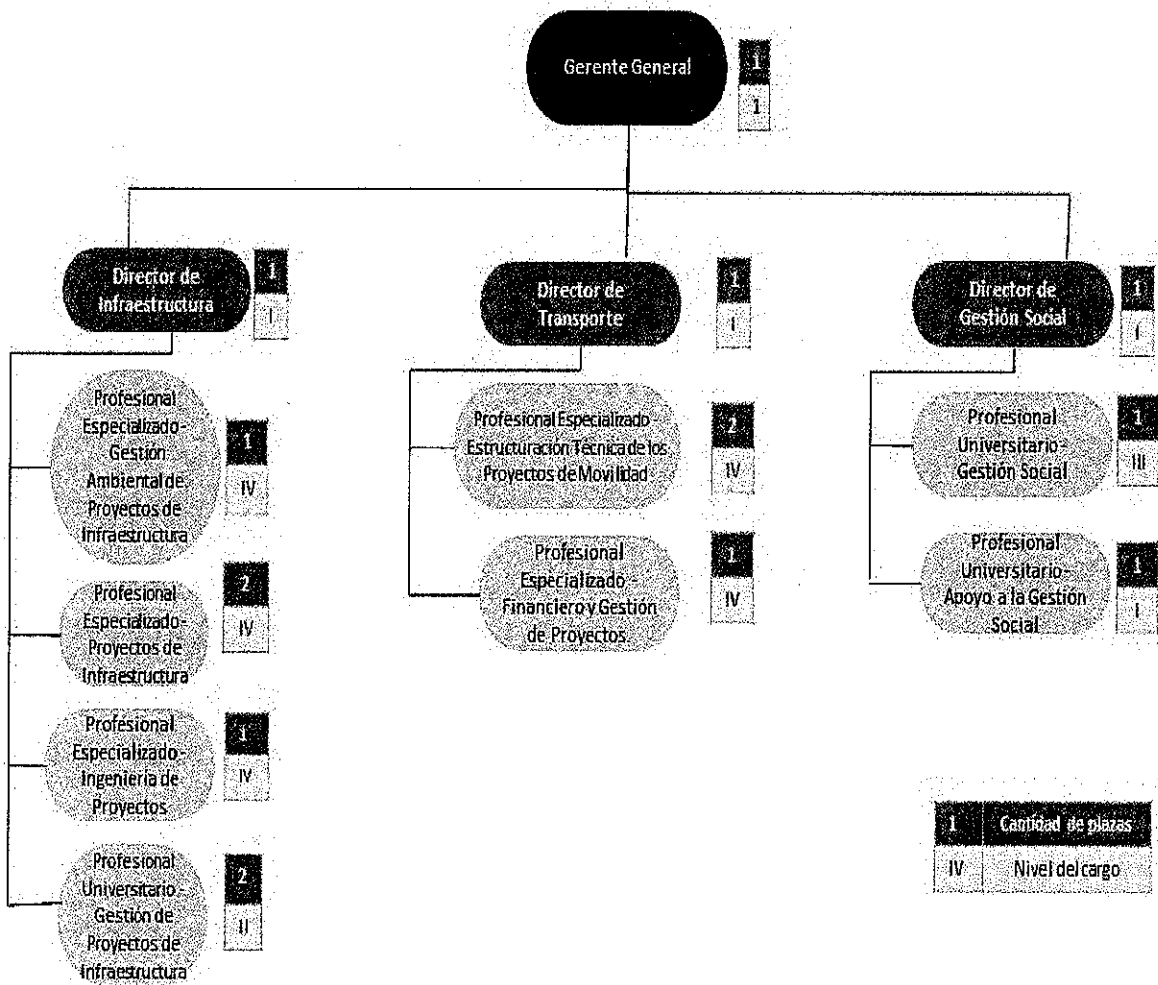 Gerente General
1
1
Director de
Infraestructura
1
I
Profesional
Especializado-
Gestión
Ambiental de
Proyectos de
Infraestructura
1
IV
Profesional
Especializado-
Proyectos de
Infraestructura
2
IV
Profesional
Especializado-
Ingeniería de
Proyectos
1
IV
Profesional
Universitario-
Gestión de
Proyectos de
Infraestructura
2
II
Director de
Transporte
1
I
Profesional Especializado-
Estructuración Técnica de los
Proyectos de Movilidad
2
IV
Profesional
Especializado -
Financiero y Gestión
de Proyectos
1
IV
Director de
Gestión Social
1
I
Profesional
Universitario-
Gestión Social
1
III
Profesional
Universitario-
Apoyo a la Gestión
Social
1
I
1 Cantidad de plazas
IV Nivel del cargo